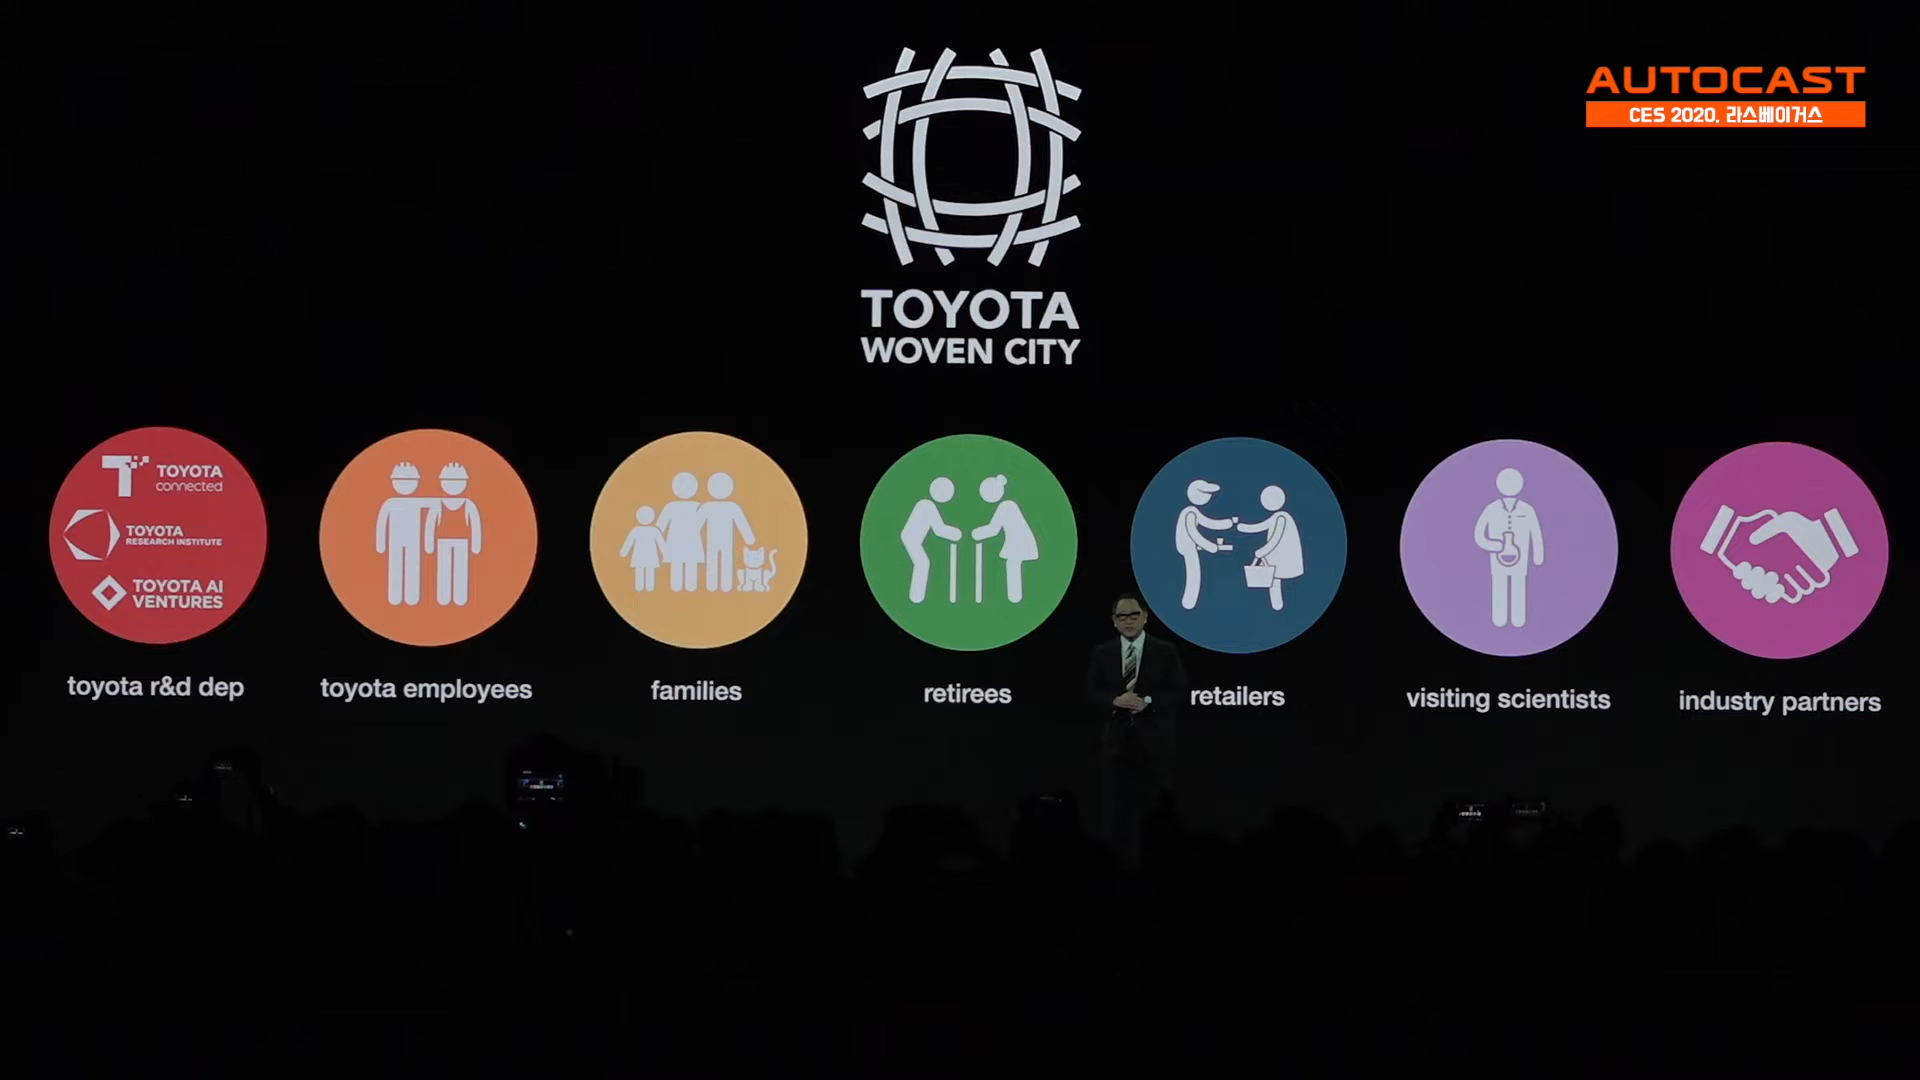 AUTOCAST
CES 2020. 라스베이거스
TOYOTA
WOVEN CITY
TOYOTA
connected
TOYOTA
RESEARCH INSTITUTE
TOYOTA AI
VENTURES
toyota r&d dep
toyota employees
families
retirees
retailers
visiting scientists
industry partners